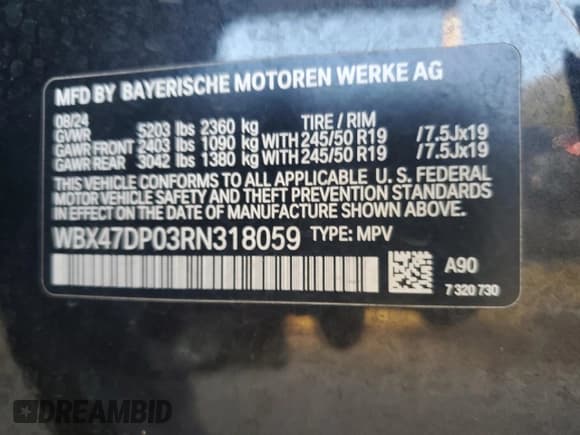 MFD BY BAYERISCHE MOTOREN WERKE AG
08/24 TIRE / RIM
GVWR 5203 lbs 2360 kg
GAWR FRONT 2403 lbs 1090 kg WITH 245/50 R19 /7.5Jx19
GAWR REAR 3042 lbs 1380 kg WITH 245/50 R19 /7.5Jx19
THIS VEHICLE CONFORMS TO ALL APPLICABLE U. S. FEDERAL
MOTOR VEHICLE SAFETY AND THEFT PREVENTION STANDARDS
IN EFFECT ON THE DATE OF MANUFACTURE SHOWN ABOVE.
WBX47DP03RN318059 TYPE: MPV
A90
7 320 730
DREAMBID